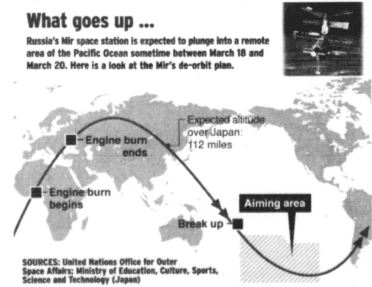 What goes up ...
Russia's Mir space station is expected to plunge into a remote
area of the Pacific Ocean sometime between March 18 and
March 20. Here is a look at the Mir's de-orbit plan.
Engine burn
ends
Expected altitude
over Japan:
112 miles
Engine burn
begins
Break up
Aiming area
SOURCES: United Nations Office for Outer
Space Affairs; Ministry of Education, Culture, Sports,
Science and Technology (Japan)